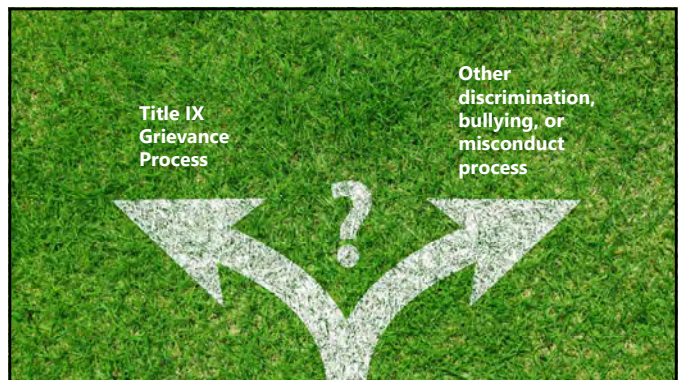 Title IX
Grievance
Process
?
Other
discrimination,
bullying, or
misconduct
process